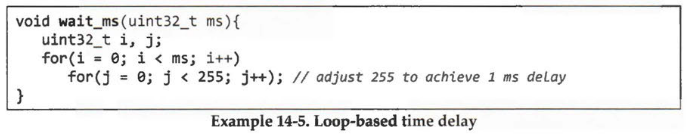 void wait_ms(uint32_t ms){
   uint32_t i, j;
   for(i = 0; i < ms; i++)
      for(j = 0; j < 255; j++); // adjust 255 to achieve 1 ms delay
}
Example 14-5. Loop-based time delay